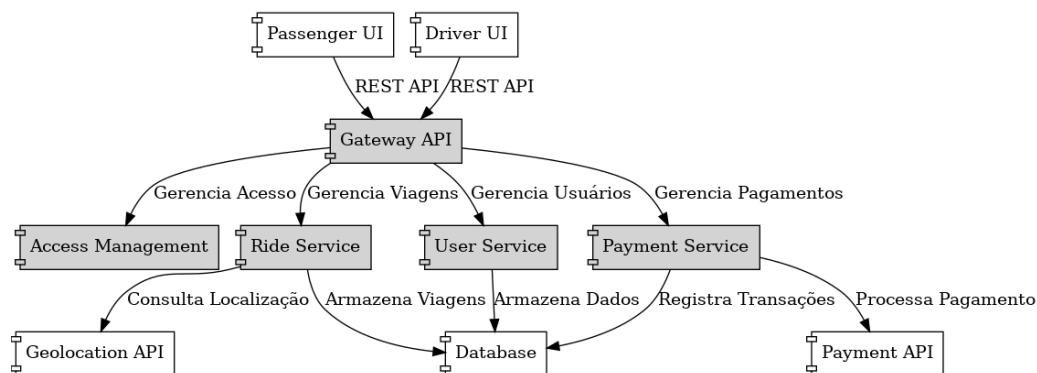 Passenger UI
Driver UI
REST API
REST API
Gateway API
Gerencia Acesso
Gerencia Viagens
Gerencia Usuários
Gerencia Pagamentos
Access Management
Ride Service
User Service
Payment Service
Consulta Localização
Armazena Viagens
Armazena Dados
Registra Transações
Processa Pagamento
Geolocation API
Database
Payment API